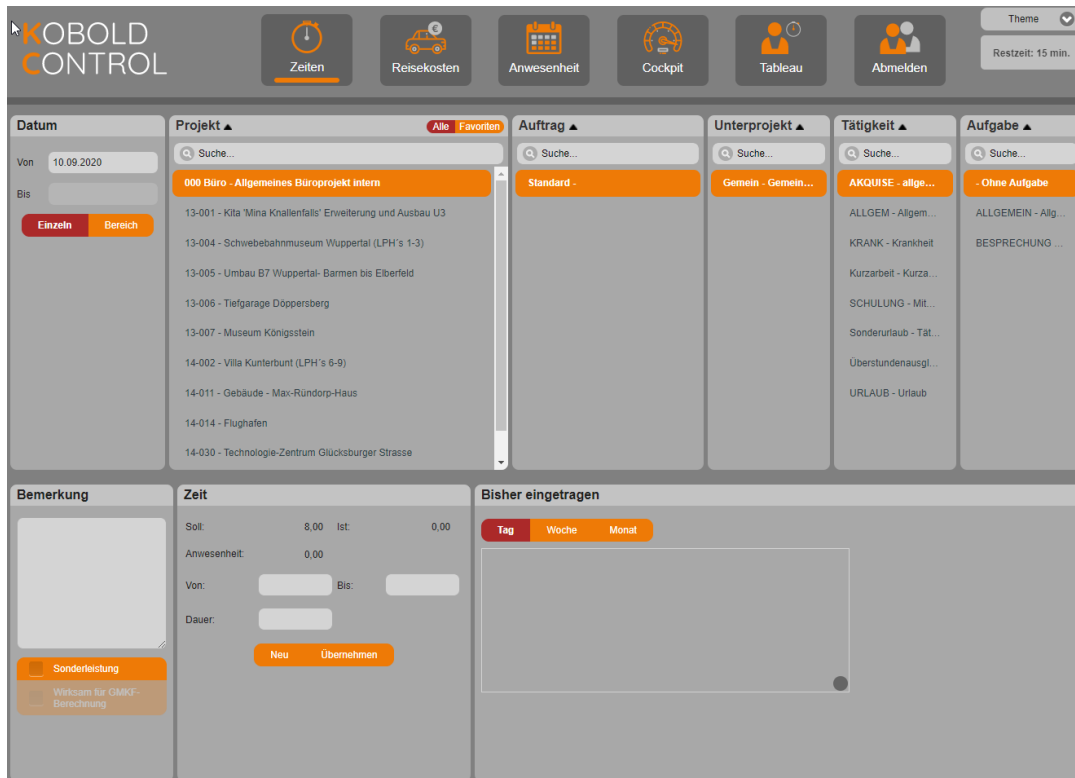 KOBOLD
CONTROL
Zeiten
Reisekosten
Anwesenheit
Cockpit
Tableau
Abmelden
Theme
Restzeit: 15 min.
Datum
Von 10.09.2020
Bis
Einzeln Bereich
Projekt
Alle Favoriten
Suche...
000 Büro - Allgemeines Büroprojekt intern
13-001 - Kita 'Mina Knallenfalls' Erweiterung und Ausbau U3
13-004 - Schwebebahnmuseum Wuppertal (LPH´s 1-3)
13-005 - Umbau B7 Wuppertal- Barmen bis Elberfeld
13-006 - Tiefgarage Döppersberg
13-007 - Museum Königsstein
14-002 - Villa Kunterbunt (LPH´s 6-9)
14-011 - Gebäude - Max-Ründorp-Haus
14-014 - Flughafen
14-030 - Technologie-Zentrum Glücksburger Strasse
Auftrag
Suche...
Standard -
Unterprojekt
Suche...
Gemein - Gemein...
Tätigkeit
Suche...
AKQUISE - allge...
ALLGEM - Allgem...
KRANK - Krankheit
Kurzarbeit - Kurza...
SCHULUNG - Mit...
Sonderurlaub - Tät...
Überstundenausgl...
URLAUB - Urlaub
Aufgabe
Suche...
- Ohne Aufgabe
ALLGEMEIN - Allg...
BESPRECHUNG ...
Bemerkung
Sonderleistung
Wirksam für GMKF-
Berechnung
Zeit
Soll: 8,00 Ist: 0,00
Anwesenheit: 0,00
Von: Bis:
Dauer:
Neu Übernehmen
Bisher eingetragen
Tag Woche Monat